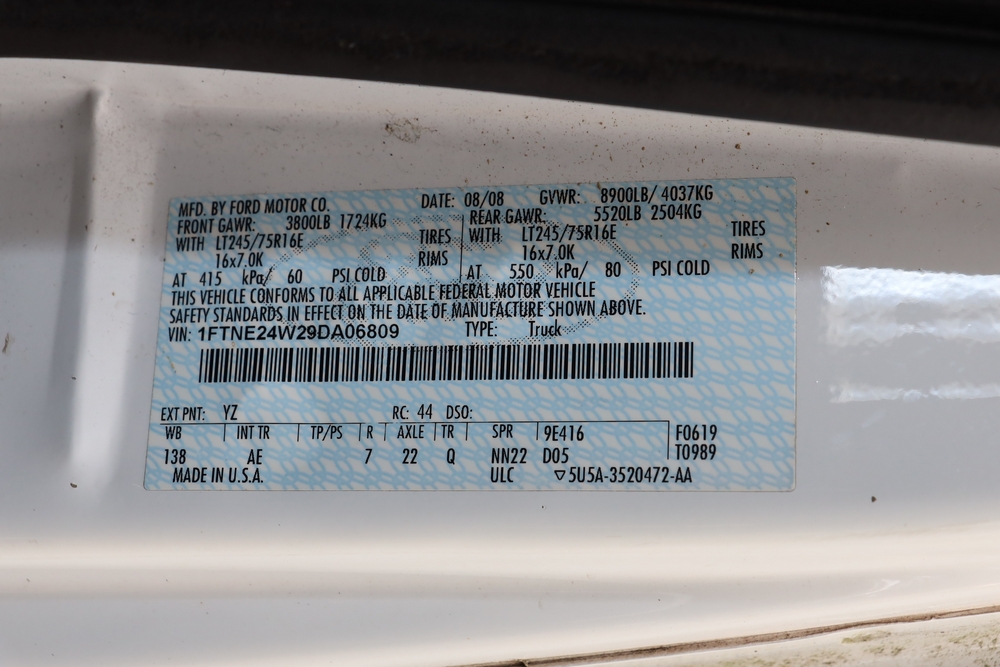 MFD. BY FORD MOTOR CO. DATE: 08/08 GVWR: 8900LB/ 4037KG
FRONT GAWR: 3800LB 1724KG REAR GAWR: 5520LB 2504KG
WITH LT245/75R16E TIRES WITH LT245/75R16E TIRES
16x7.0K RIMS 16x7.0K RIMS
AT 415 kPa/ 60 PSI COLD AT 550 kPa/ 80 PSI COLD
THIS VEHICLE CONFORMS TO ALL APPLICABLE FEDERAL MOTOR VEHICLE
SAFETY STANDARDS IN EFFECT ON THE DATE OF MANUFACTURE SHOWN ABOVE.
VIN: 1FTNE24W29DA06809 TYPE: Truck
EXT PNT: YZ RC: 44 DSO:
WB INT TR TP/PS R AXLE TR SPR 9E416 F0619
138 AE 7 22 Q NN22 D05 T0989
MADE IN U.S.A. ULC ▽5U5A-3520472-AA